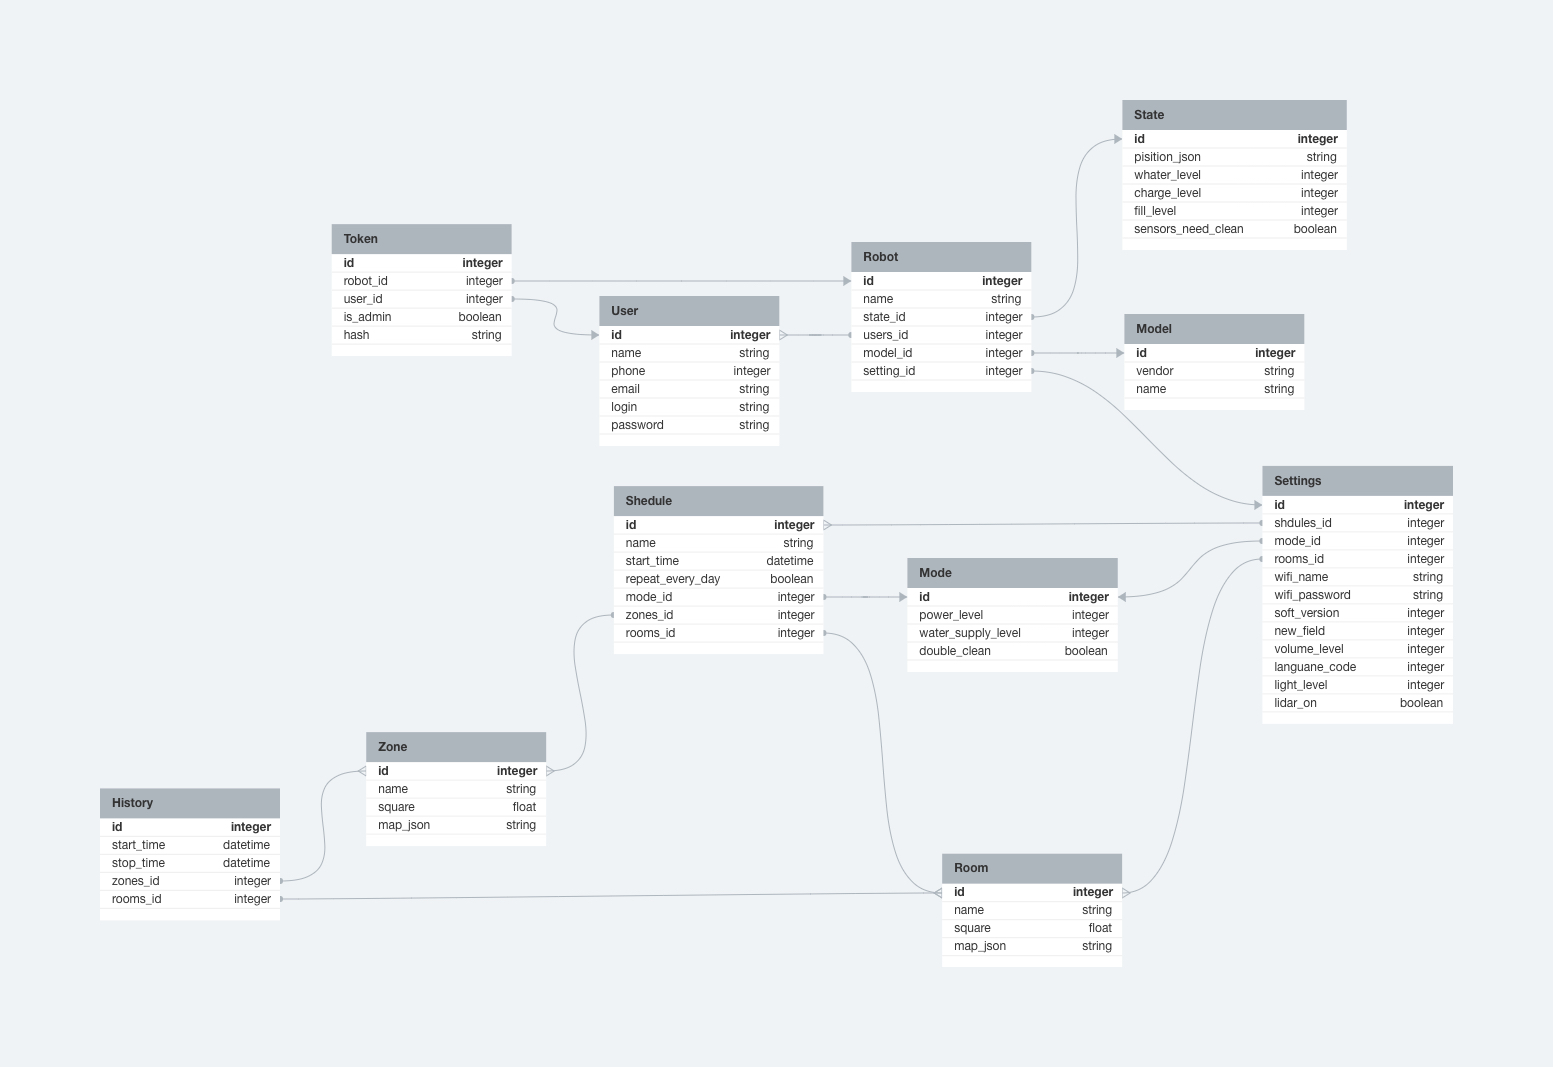 State
id integer
pisition_json string
whater_level integer
charge_level integer
fill_level integer
sensors_need_clean boolean
Token
id integer
robot_id integer
user_id integer
is_admin boolean
hash string
Robot
id integer
name string
state_id integer
users_id integer
model_id integer
setting_id integer
User
id integer
name string
phone integer
email string
login string
password string
Model
id integer
vendor string
name string
Settings
id integer
shdules_id integer
mode_id integer
rooms_id integer
wifi_name string
wifi_password string
soft_version integer
new_field integer
volume_level integer
languane_code integer
light_level integer
lidar_on boolean
Shedule
id integer
name string
start_time datetime
repeat_every_day boolean
mode_id integer
zones_id integer
rooms_id integer
Mode
id integer
power_level integer
water_supply_level integer
double_clean boolean
Zone
id integer
name string
square float
map_json string
History
id integer
start_time datetime
stop_time datetime
zones_id integer
rooms_id integer
Room
id integer
name string
square float
map_json string